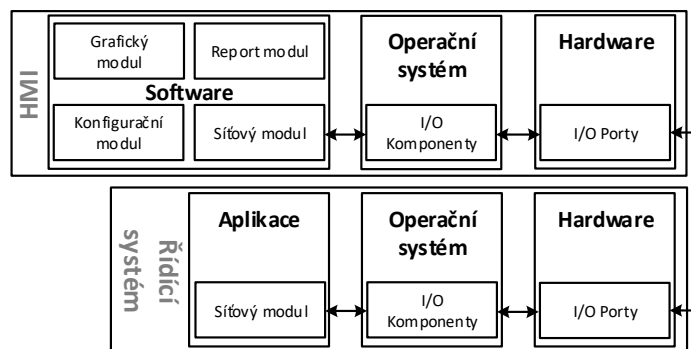 HMI
Grafický
modul
Report modul
Software
Konfigurační
modul
Síťový modul
Operační
systém
I/O
Komponenty
Hardware
I/O Porty
Řídící
systém
Aplikace
Síťový modul
Operační
systém
I/O
Komponenty
Hardware
I/O Porty